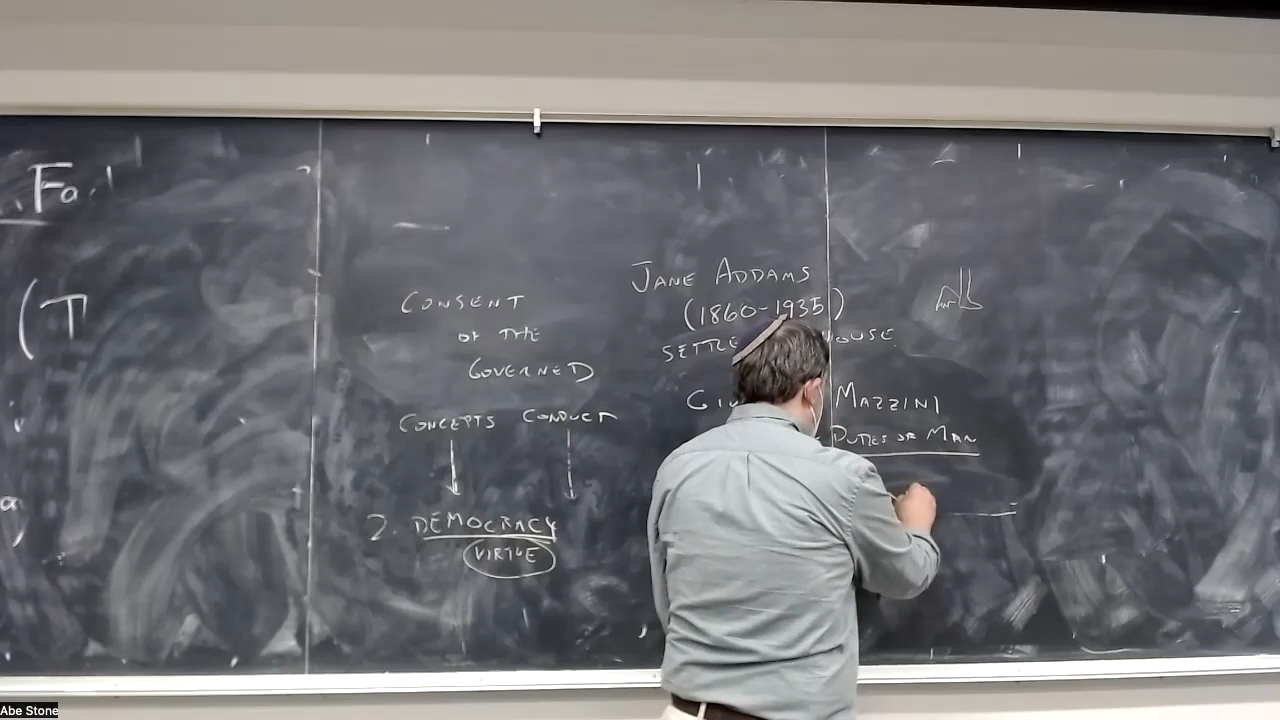 Fo
(T
CONSENT
OF THE
GOVERNED
CONCEPTS CONDUCT
2. DEMOCRACY
VIRTUE
JANE ADDAMS
(1860-1935)
SETTLE OUSE
GIU MAZZINI
DUTIES OF MAN
Abe Stone